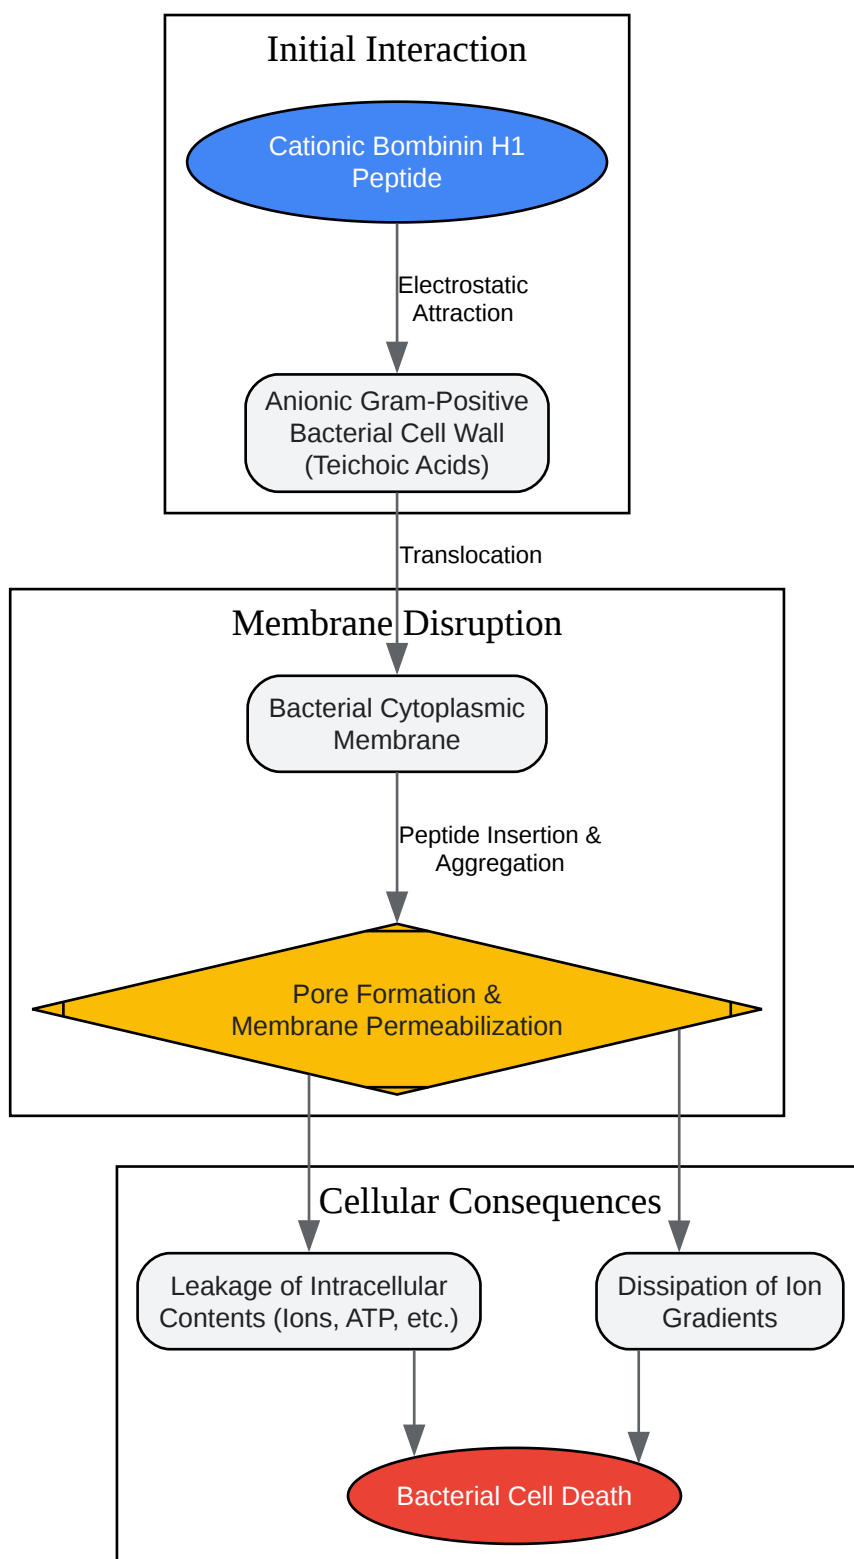 Initial Interaction
Cationic Bombinin H1
Peptide
Electrostatic
Attraction
Anionic Gram-Positive
Bacterial Cell Wall
(Teichoic Acids)
Translocation
Membrane Disruption
Bacterial Cytoplasmic
Membrane
Peptide Insertion &
Aggregation
Pore Formation &
Membrane Permeabilization
Cellular Consequences
Leakage of Intracellular
Contents (Ions, ATP, etc.)
Dissipation of Ion
Gradients
Bacterial Cell Death